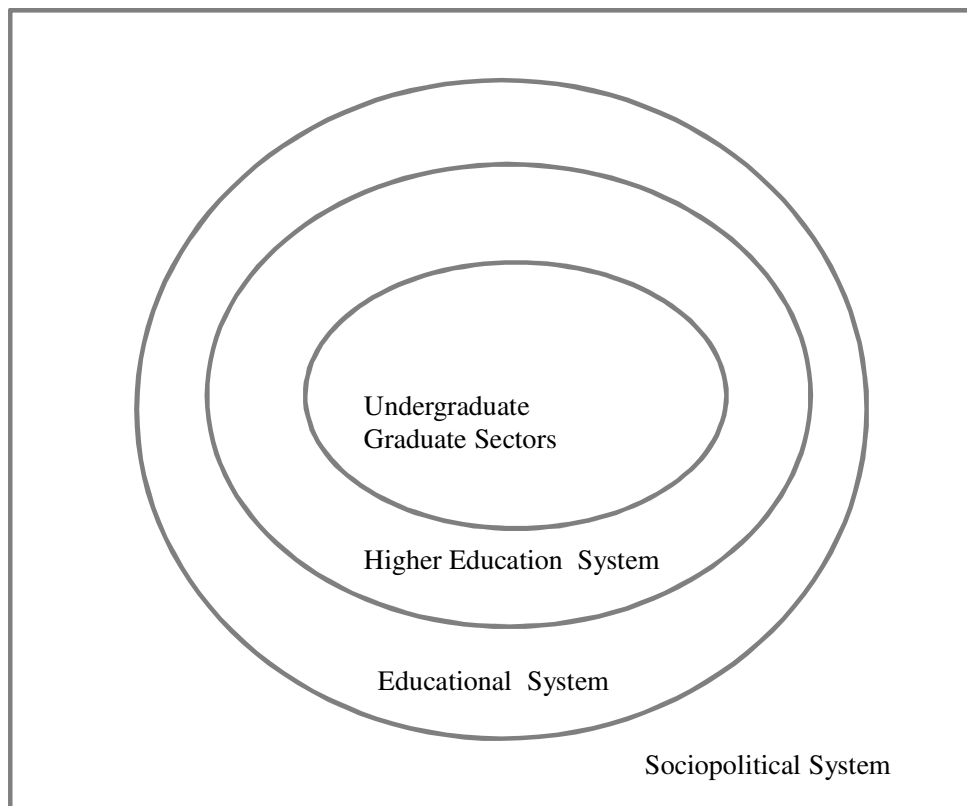 Undergraduate
Graduate Sectors
Higher Education System
Educational System
Sociopolitical System